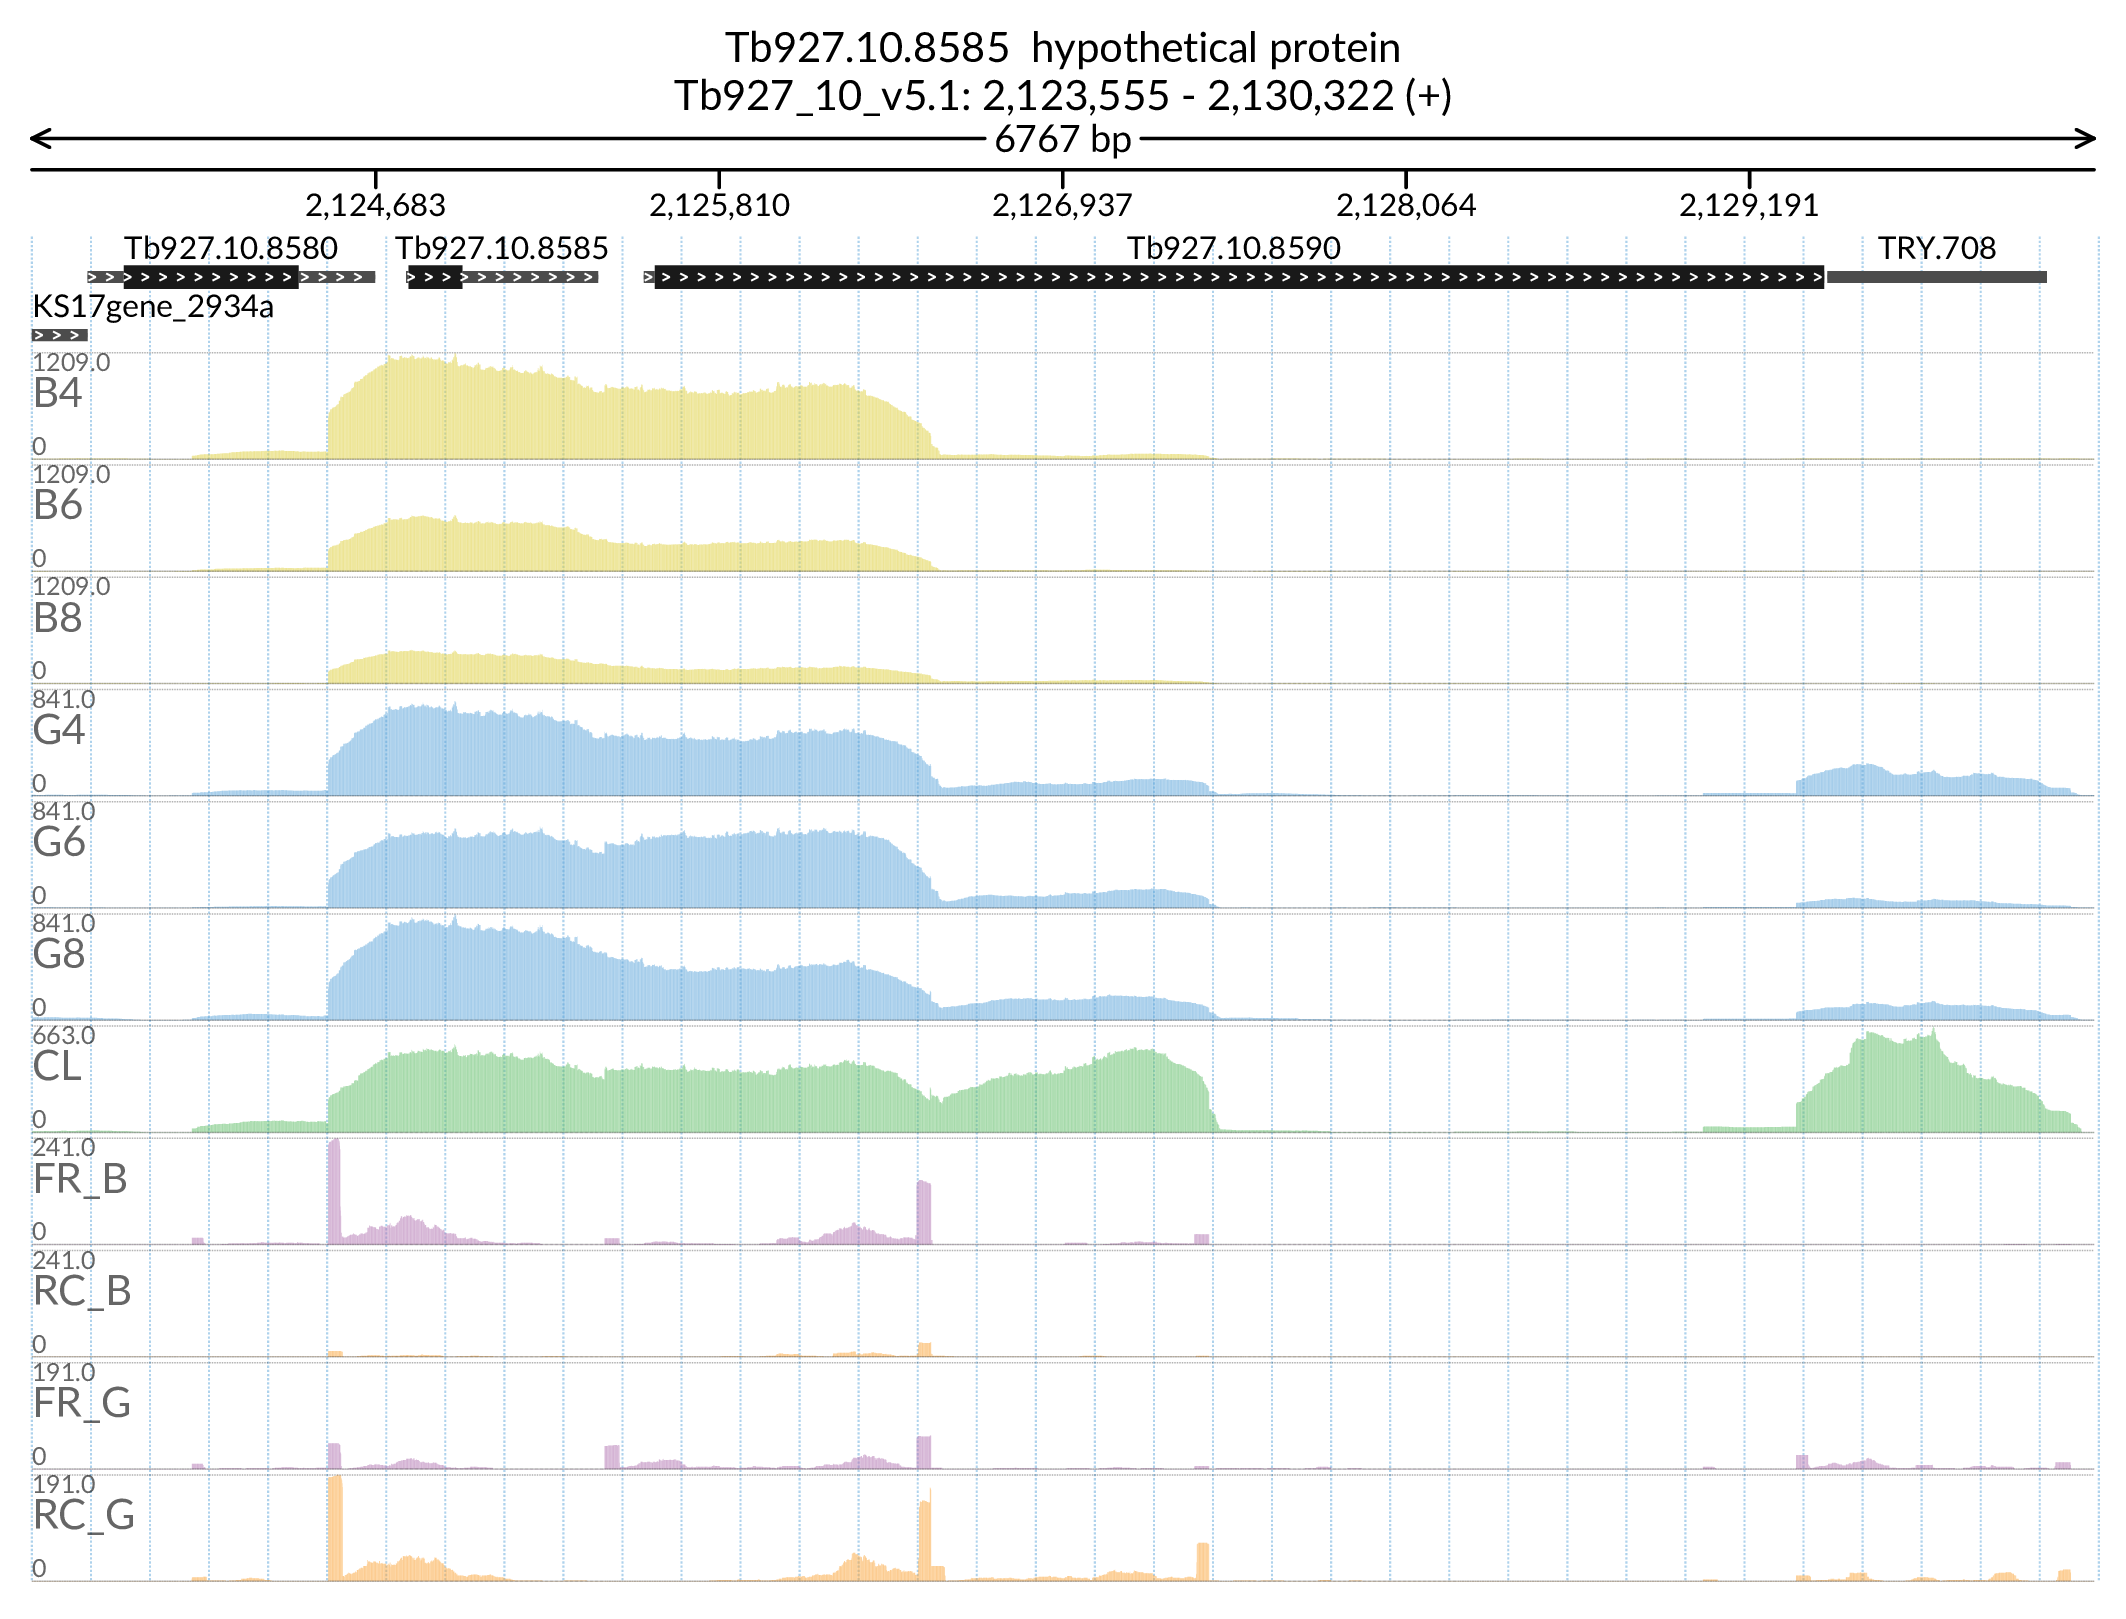 Tb927.10.8585  hypothetical protein
Tb927_10_v5.1: 2,123,555 - 2,130,322 (+)
6767 bp
2,124,683 2,125,810 2,126,937 2,128,064 2,129,191
Tb927.10.8580 Tb927.10.8585 Tb927.10.8590 TRY.708
KS17gene_2934a
1209.0
B4
0
1209.0
B6
0
1209.0
B8
0
841.0
G4
0
841.0
G6
0
841.0
G8
0
663.0
CL
0
241.0
FR_B
0
241.0
RC_B
0
191.0
FR_G
0
191.0
RC_G
0